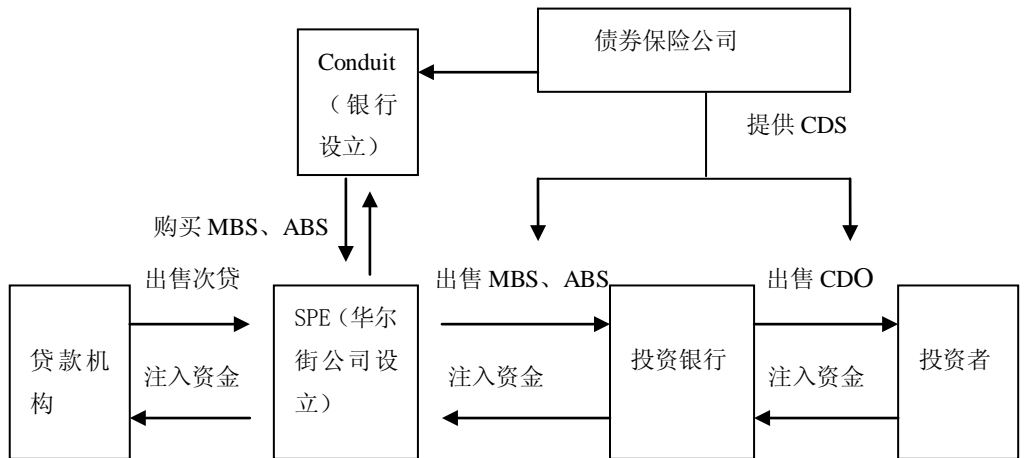 债券保险公司
Conduit
（银行
设立）
提供 CDS
购买 MBS、ABS
出售次贷
出售 MBS、ABS
出售 CDO
贷款机
构
SPE（华尔
街公司设
立）
投资银行
投资者
注入资金
注入资金
注入资金